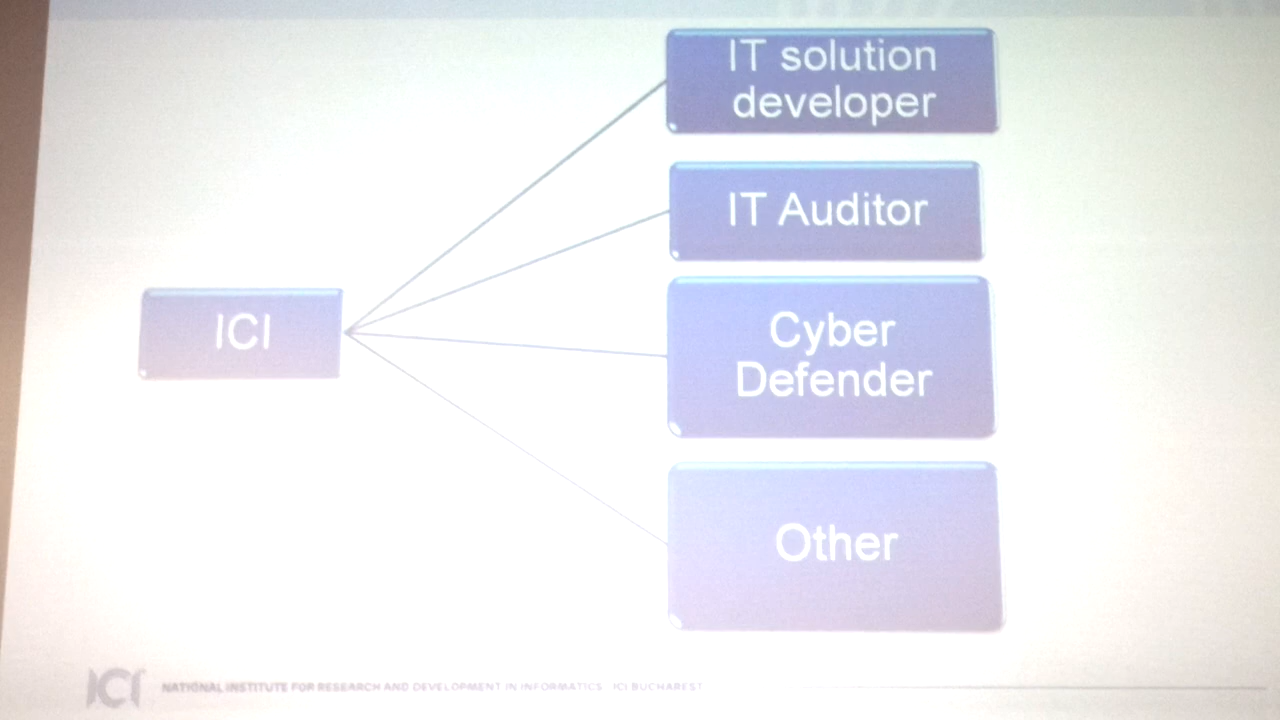 IT solution
developer
IT Auditor
ICI
Cyber
Defender
Other
ICI NATIONAL INSTITUTE FOR RESEARCH AND DEVELOPMENT IN INFORMATICS ICI BUCHAREST